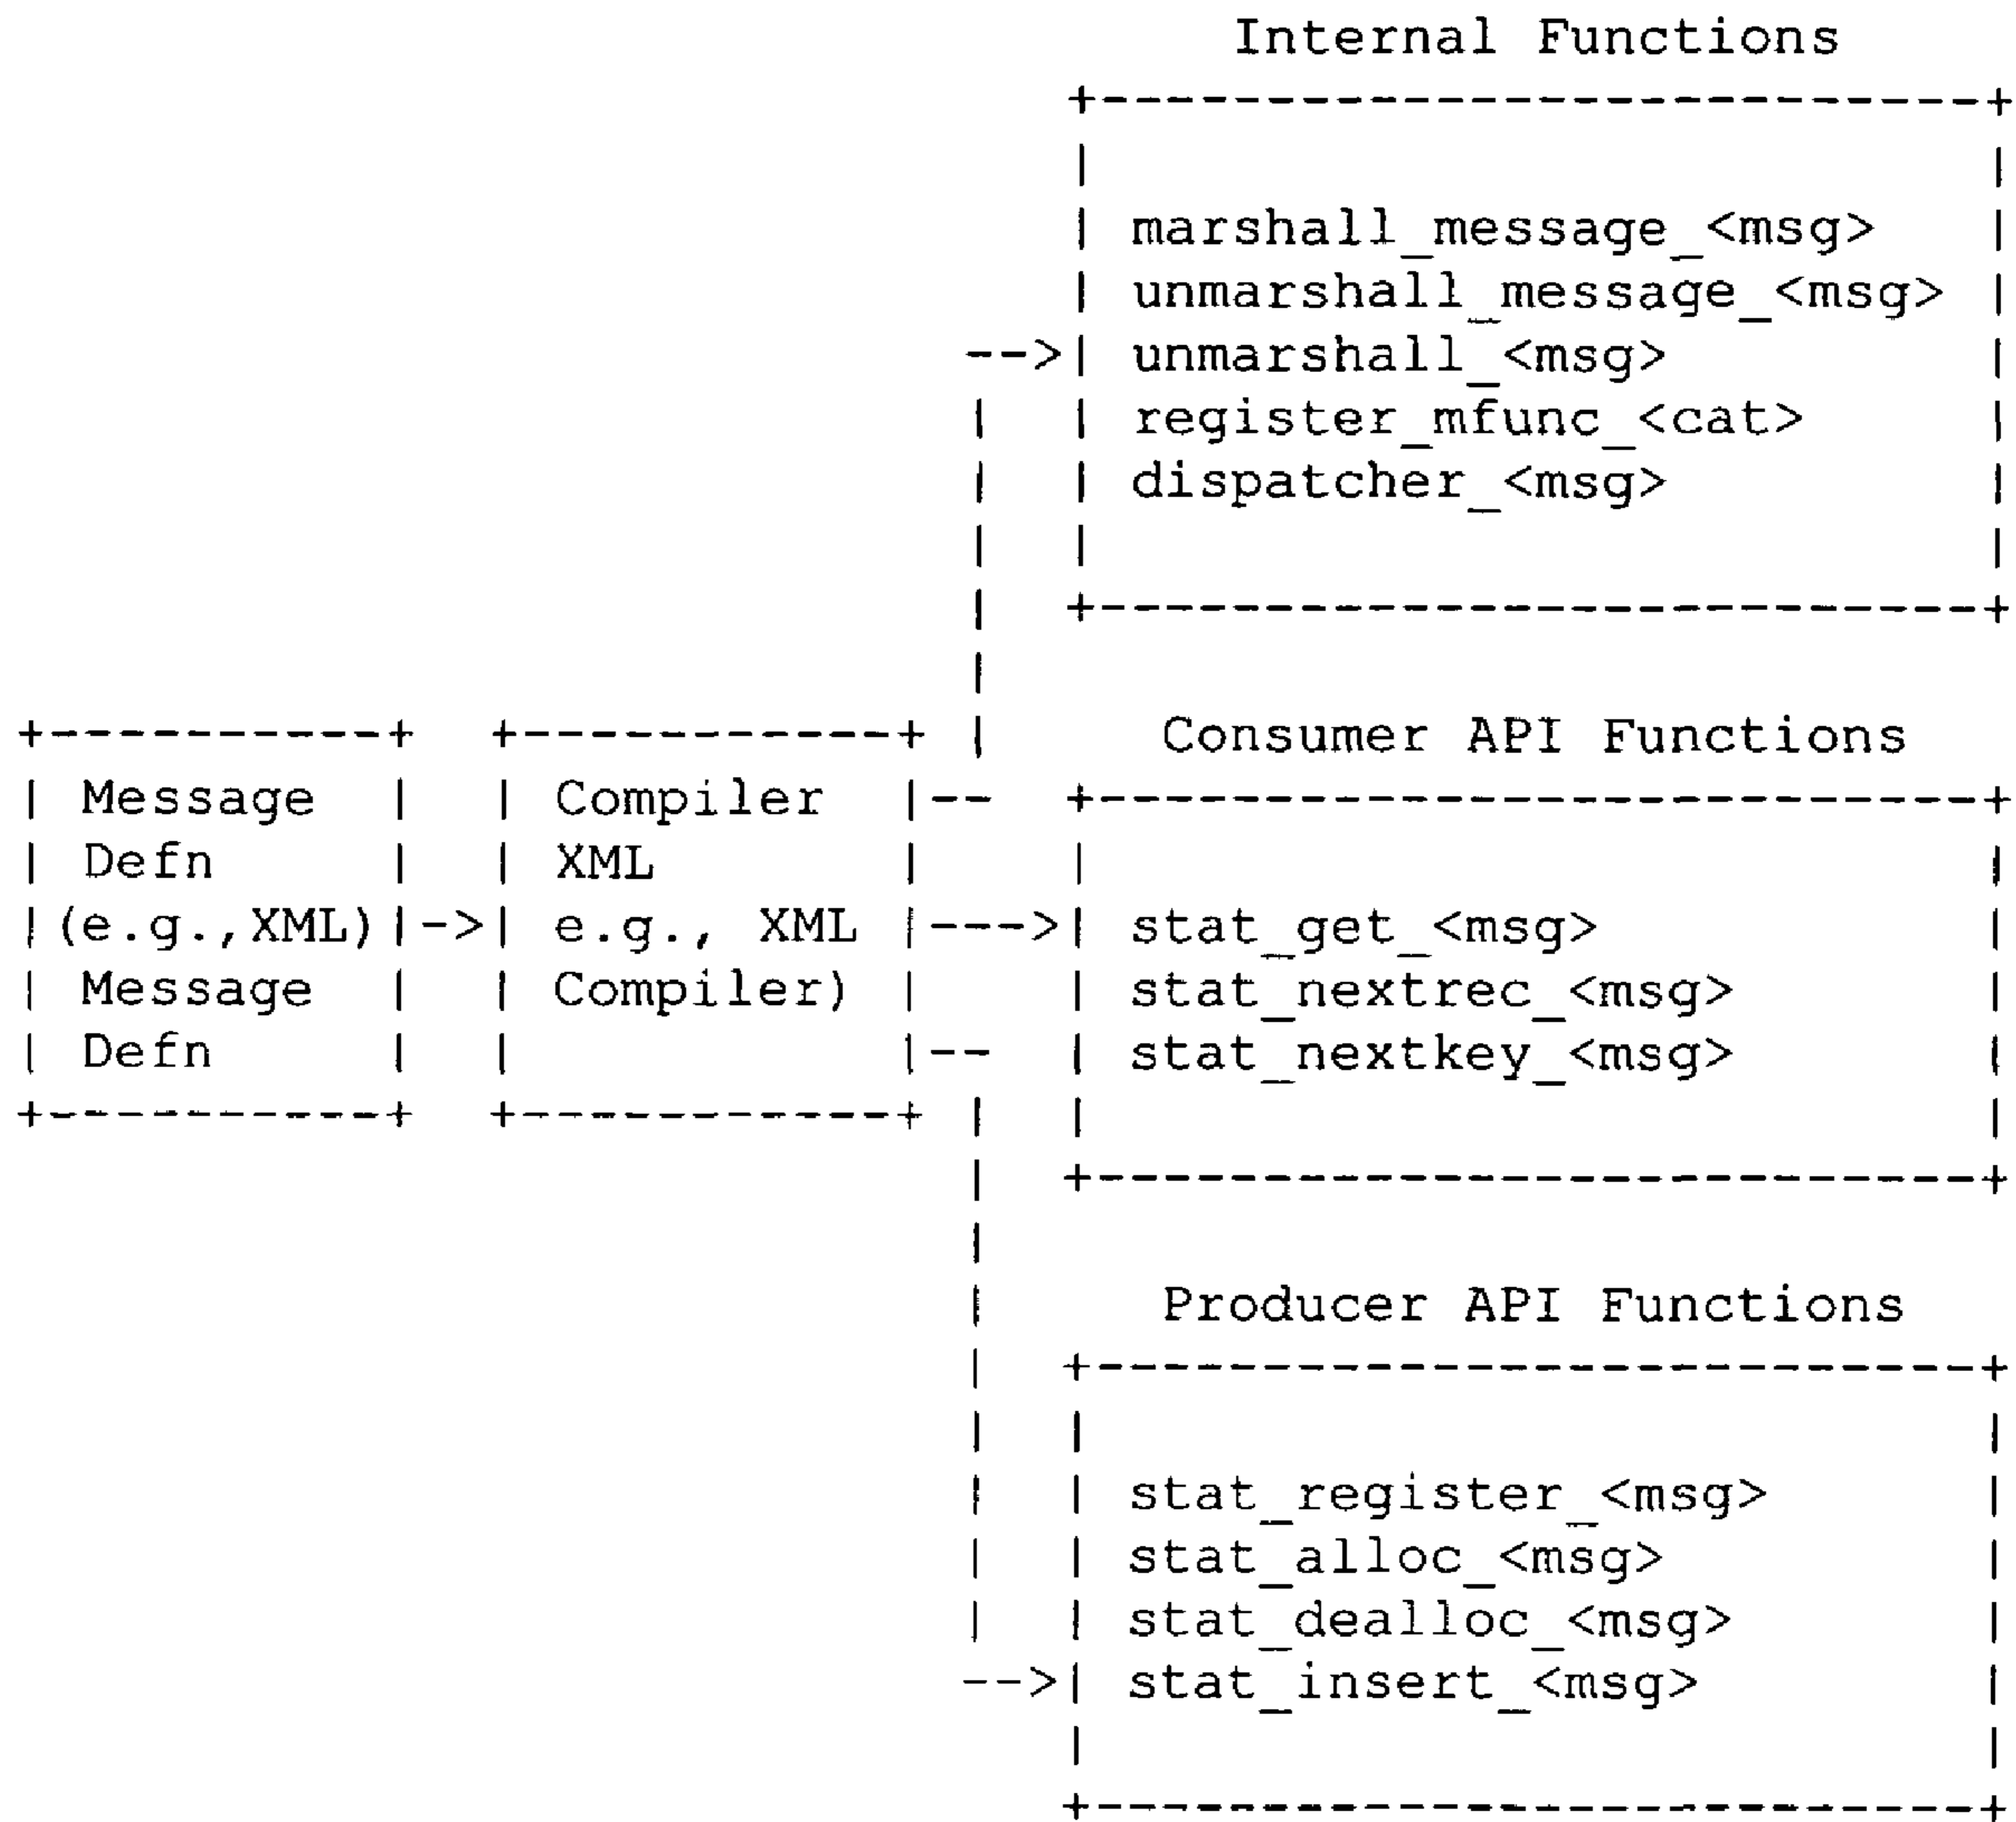 Internal Functions
marshall_message_<msg>
unmarshall_message_<msg>
unmarshall_<msg>
register_mfunc_<cat>
dispatcher_<msg>
Message
Defn
(e.g.,XML)
Message
Defn
Compiler
XML
e.g., XML
Compiler)
Consumer API Functions
stat_get_<msg>
stat_nextrec_<msg>
stat_nextkey_<msg>
Producer API Functions
stat_register_<msg>
stat_alloc_<msg>
stat_dealloc_<msg>
stat_insert_<msg>